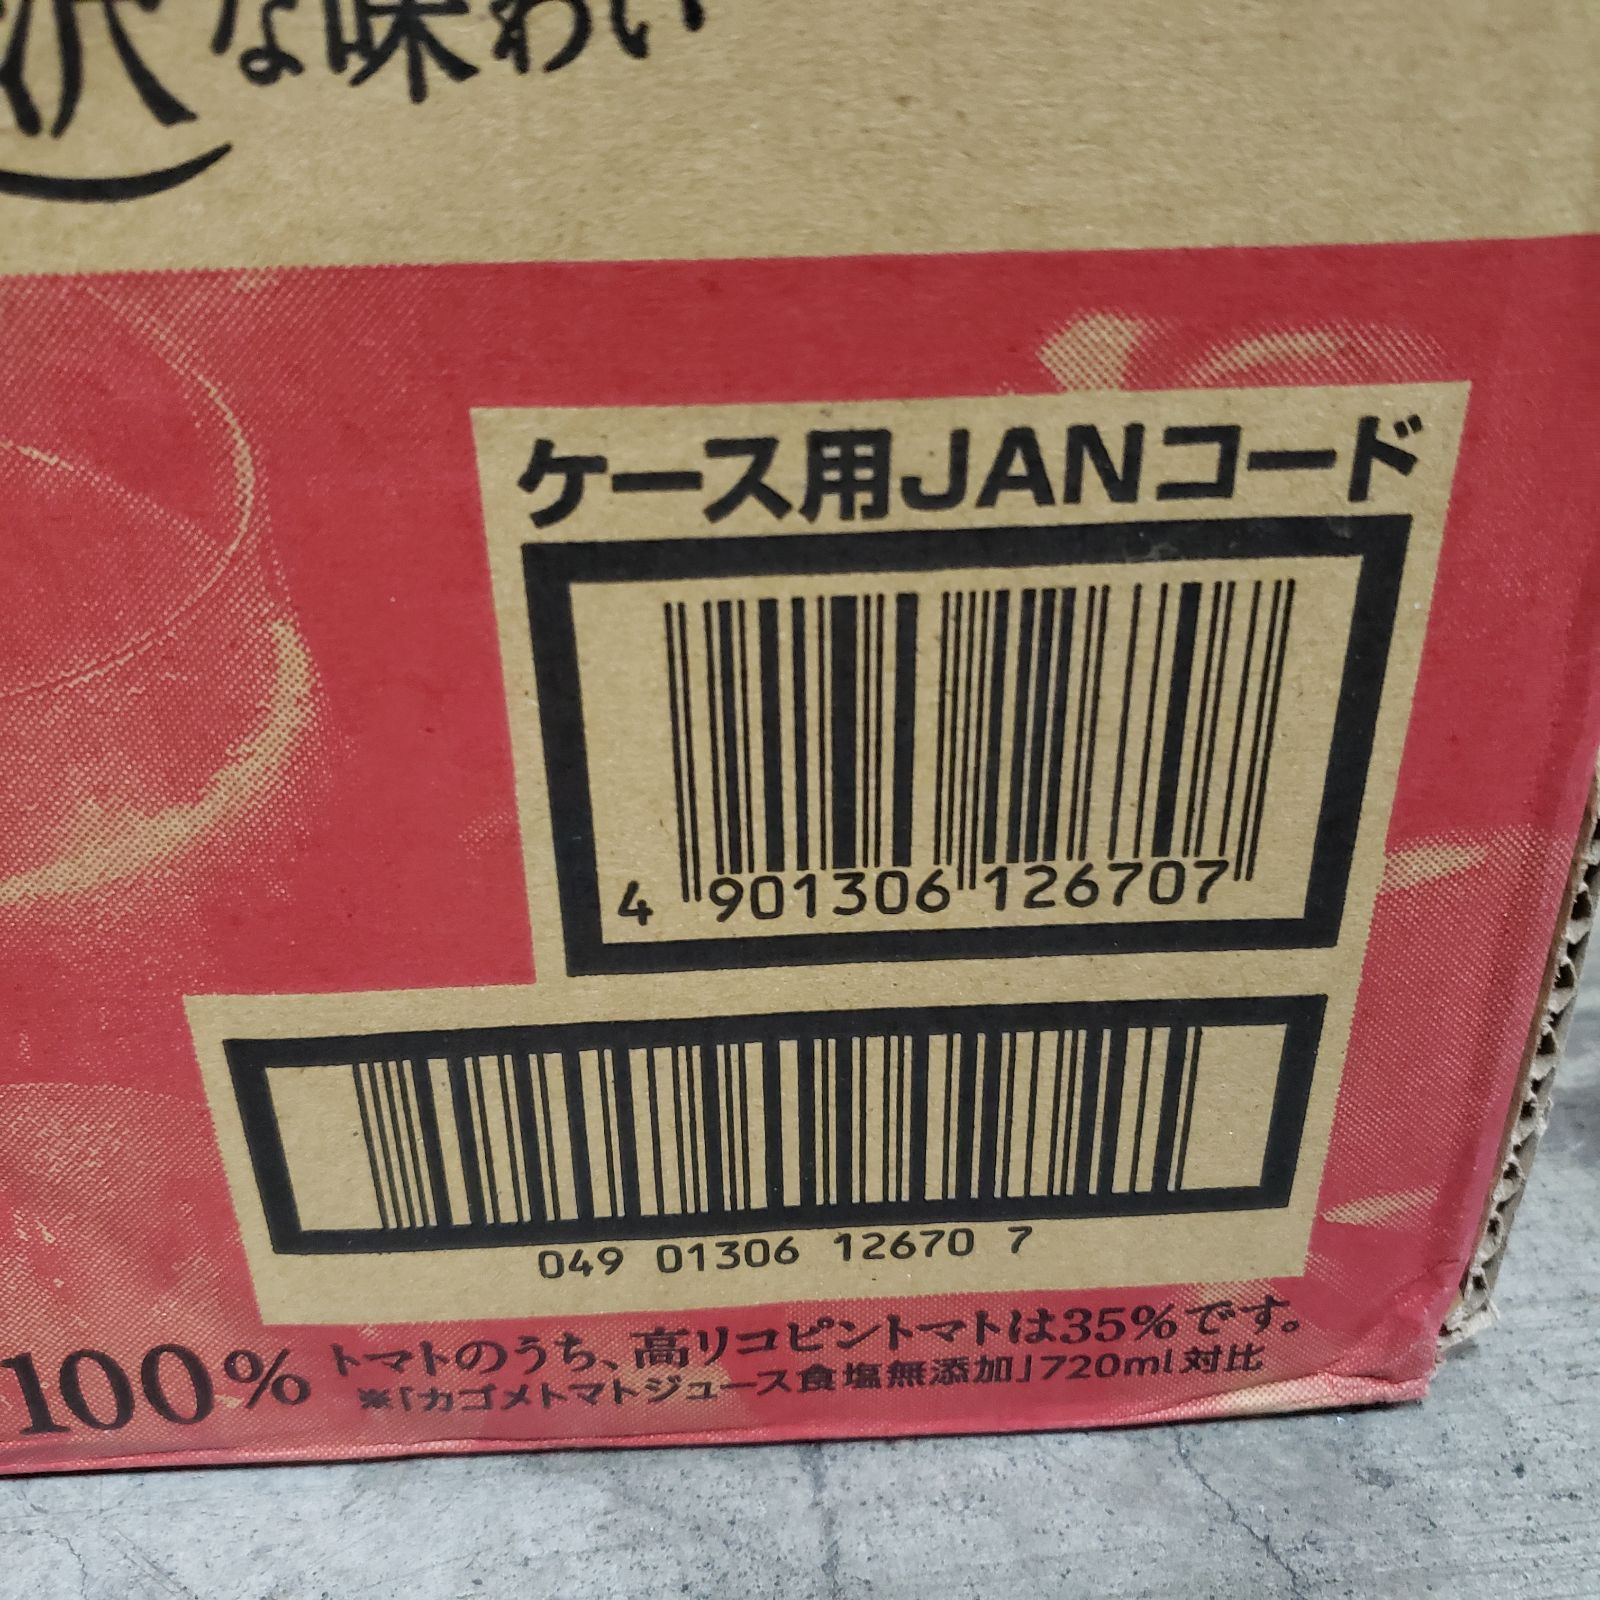 沢な味わい
ケース用JANコード
4 901306 126707
049 01306 12670 7
100% トマトのうち、高リコピントマトは35%です。
※「カゴメトマトジュース食塩無添加」720ml対比